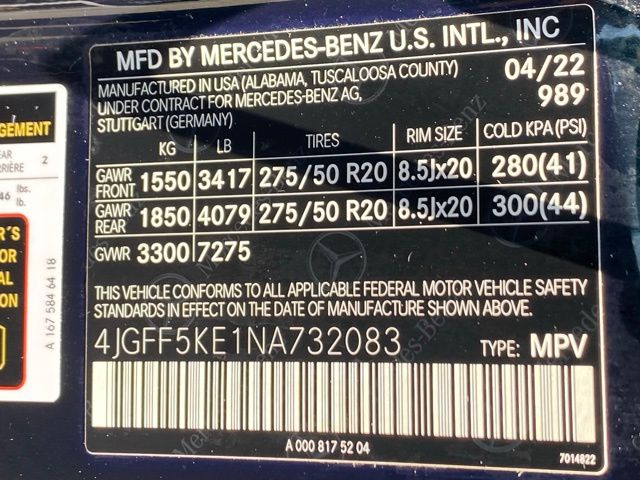 MFD BY MERCEDES-BENZ U.S. INTL., INC
MANUFACTURED IN USA (ALABAMA, TUSCALOOSA COUNTY) 04/22
UNDER CONTRACT FOR MERCEDES-BENZ AG, 989
STUTTGART (GERMANY)
KG LB TIRES RIM SIZE COLD KPA (PSI)
GAWR FRONT 1550 3417 275/50 R20 8.5Jx20 280(41)
GAWR REAR 1850 4079 275/50 R20 8.5Jx20 300(44)
GVWR 3300 7275
THIS VEHICLE CONFORMS TO ALL APPLICABLE FEDERAL MOTOR VEHICLE SAFETY
STANDARDS IN EFFECT ON THE DATE OF MANUFACTURE SHOWN ABOVE.
4JGFF5KE1NA732083 TYPE: MPV
A 000 817 52 04
7014822
AGEMENT
2
46 lbs.
lb.
A 167 584 64 18